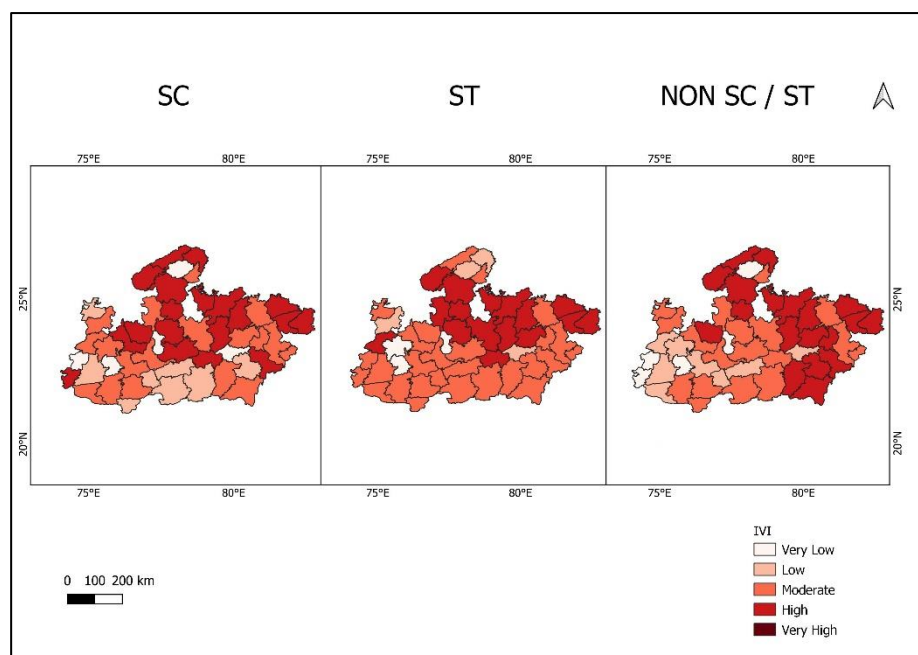 SC
ST
NON SC / ST
75°E
80°E
75°E
80°E
75°E
80°E
25°N
20°N
25°N
20°N
75°E
80°E
75°E
80°E
75°E
80°E
IVI
Very Low
Low
Moderate
High
Very High
0 100 200 km